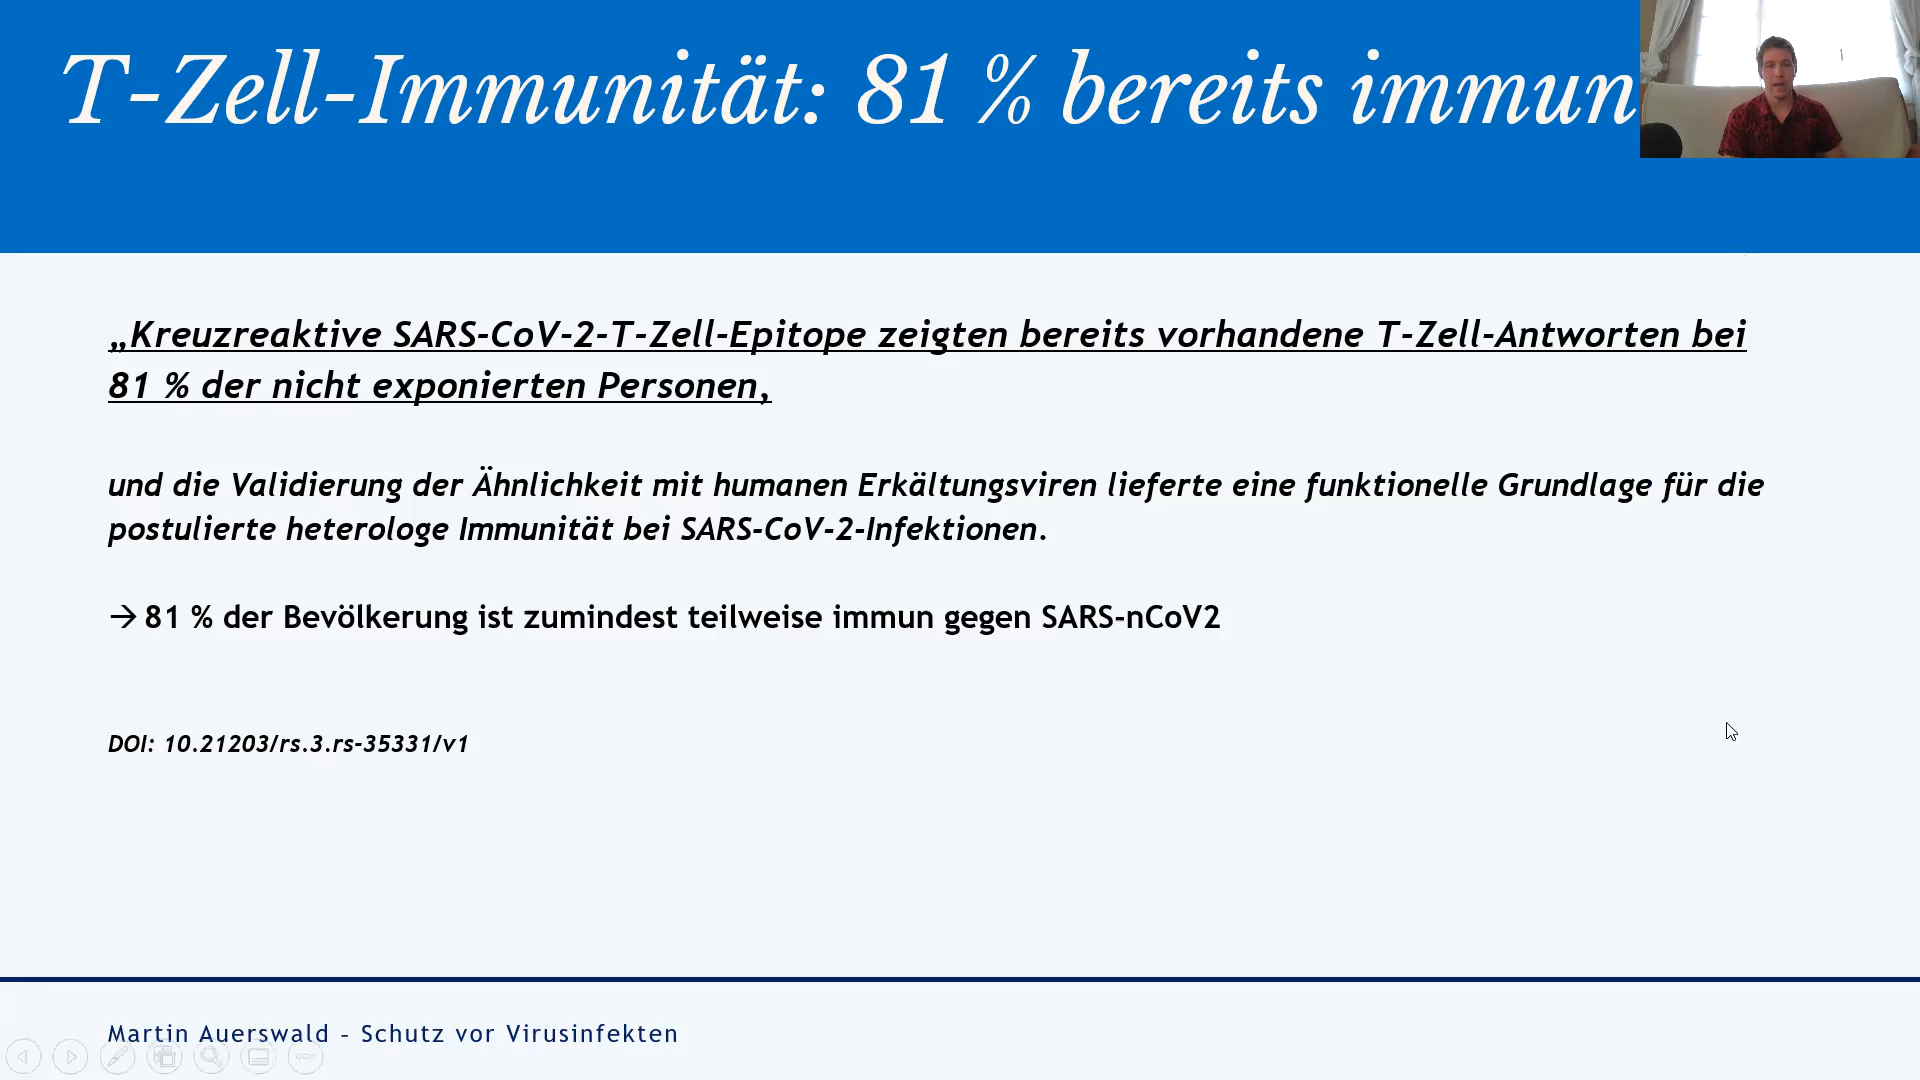 T-Zell-Immunität: 81 % bereits immun
„Kreuzreaktive SARS-CoV-2-T-Zell-Epitope zeigten bereits vorhandene T-Zell-Antworten bei
81 % der nicht exponierten Personen,
und die Validierung der Ähnlichkeit mit humanen Erkältungsviren lieferte eine funktionelle Grundlage für die
postulierte heterologe Immunität bei SARS-CoV-2-Infektionen.
→ 81 % der Bevölkerung ist zumindest teilweise immun gegen SARS-nCoV2
DOI: 10.21203/rs.3.rs-35331/v1
Martin Auerswald – Schutz vor Virusinfekten